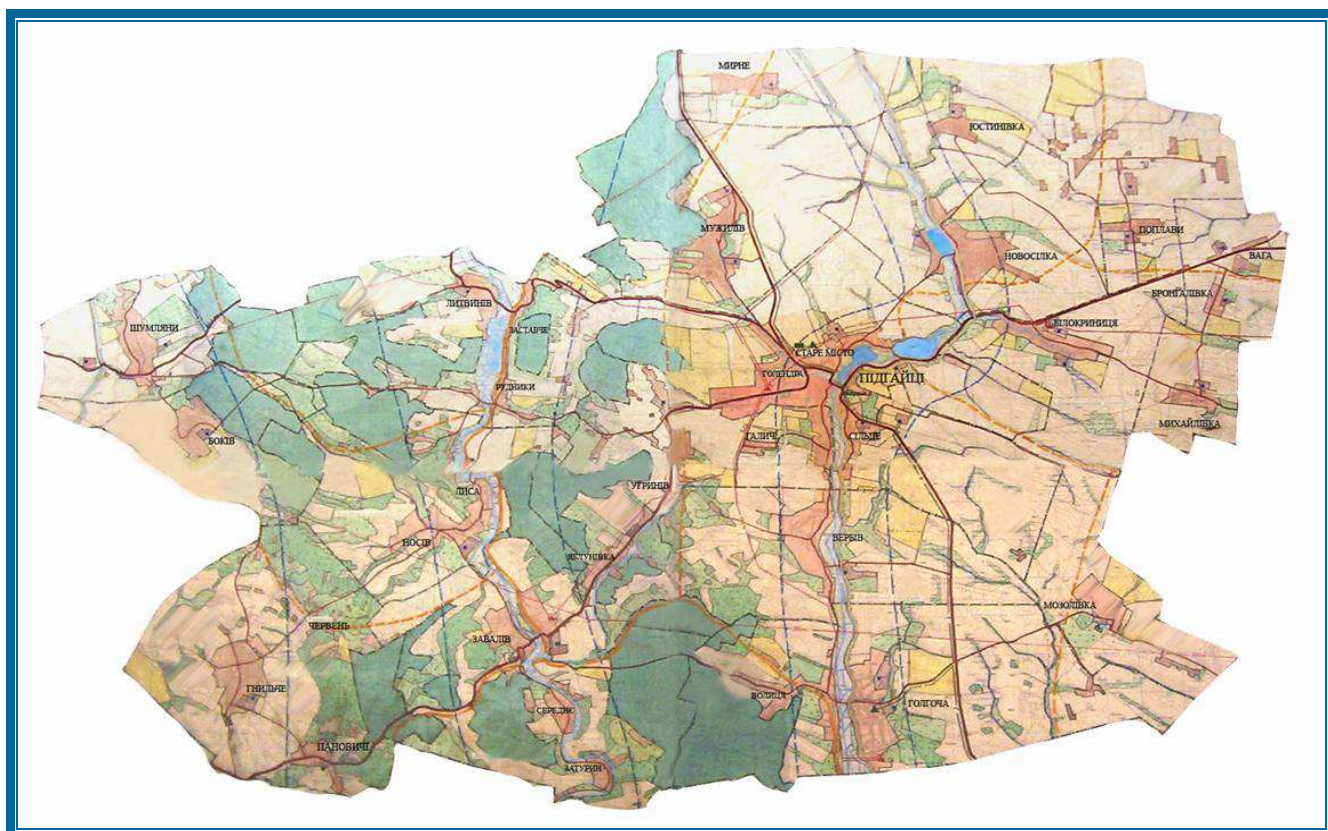 МИРНЕ
ЮСТИНІВКА
МУЖИЛІВ
ПОПЛАВИ
НОВОСІЛКА
ВАГА
БРОНГАЛІВКА
ЛИТВИНІВ
ШУМЛЯНИ
ЗАСТАВЧЕ
БІЛОКРИНИЦЯ
СТАРЕ МІСТО
ГОЛЕНДРА
ПІДГАЙЦІ
РУДНИКИ
МИХАЙЛІВКА
БОКІВ
ГАЛИЧ
СІЛЬЦЕ
УГРИНІВ
ЛИСА
НОСІВ
ВЕРБІВ
ЯБЛУНІВКА
МОЗОЛІВКА
ЧЕРВЕНЬ
ЗАВАЛІВ
ГНИЛЬЧЕ
ВОЛИЦЯ
ГОЛГОЧА
СЕРЕДНЄ
ПАНОВИЧІ
ЗАТУРИН